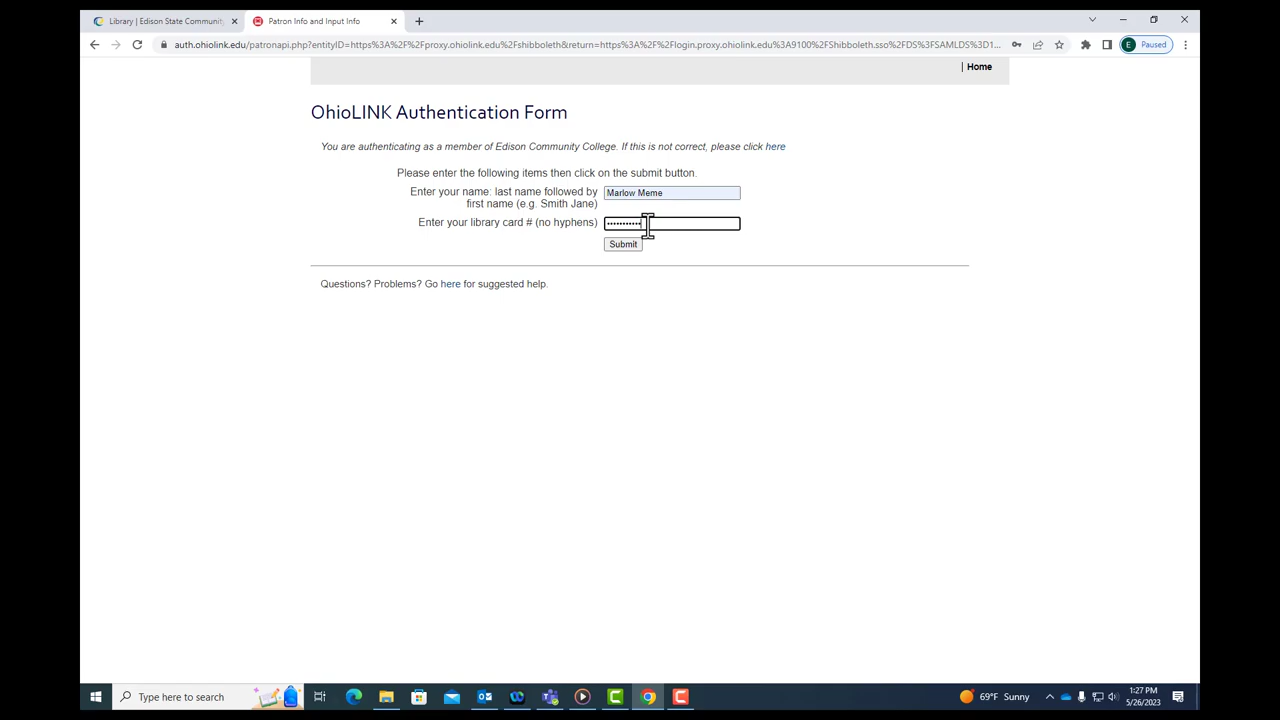 Library | Edison State Community
Patron Info and Input Info
auth.ohiolink.edu/patronapi.php?entityID=https%3A%2F%2Fproxy.ohiolink.edu%2Fshibboleth&return=https%3A%2F%2Flogin.proxy.ohiolink.edu%3A9100%2FShibboleth.sso%2FDS%3FSAMLDS%3D1...
E Paused
| Home
OhioLINK Authentication Form
You are authenticating as a member of Edison Community College. If this is not correct, please click here
Please enter the following items then click on the submit button.
Enter your name: last name followed by
first name (e.g. Smith Jane)
Marlow Meme
Enter your library card # (no hyphens)
•••••••••••
Submit
Questions? Problems? Go here for suggested help.
Type here to search
69°F Sunny
1:27 PM
5/26/2023